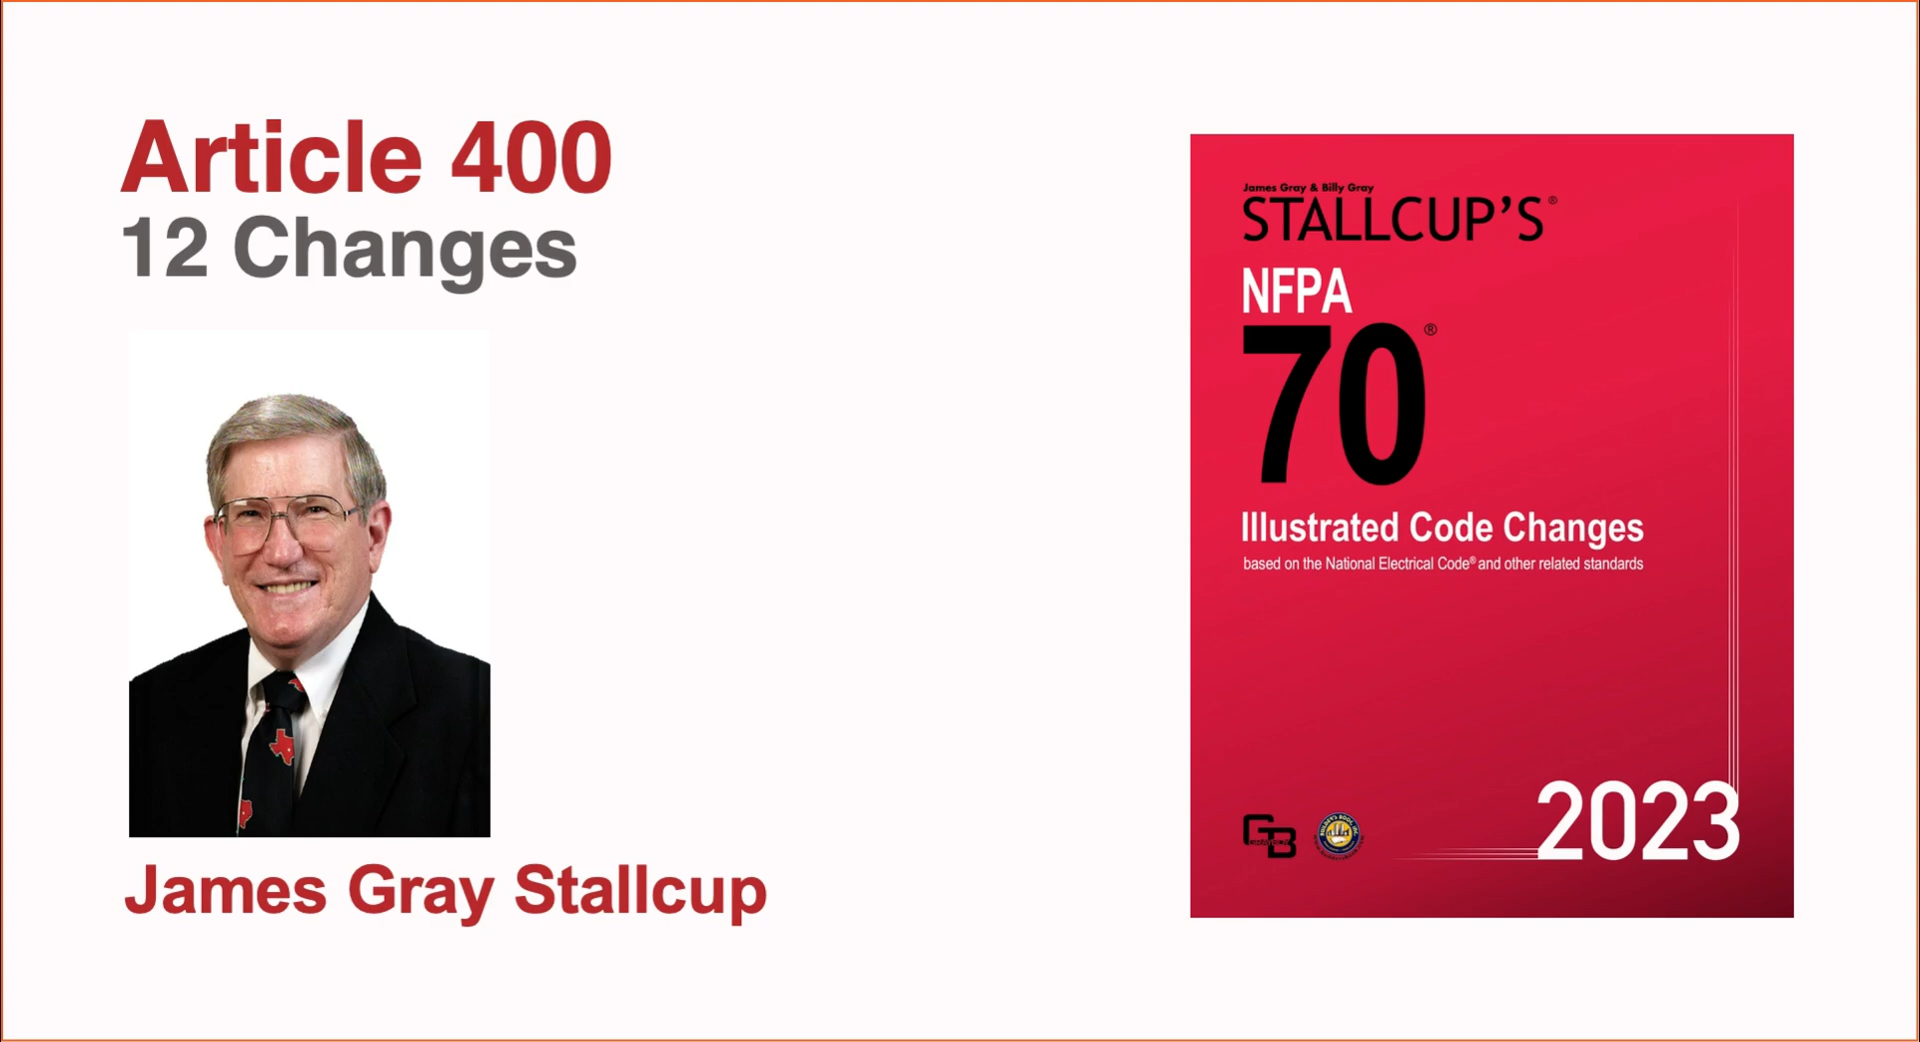 Article 400
12 Changes
James Gray Stallcup
James Gray & Billy Gray
STALLCUP'S®
NFPA
70®
Illustrated Code Changes
based on the National Electrical Code® and other related standards
GB
2023